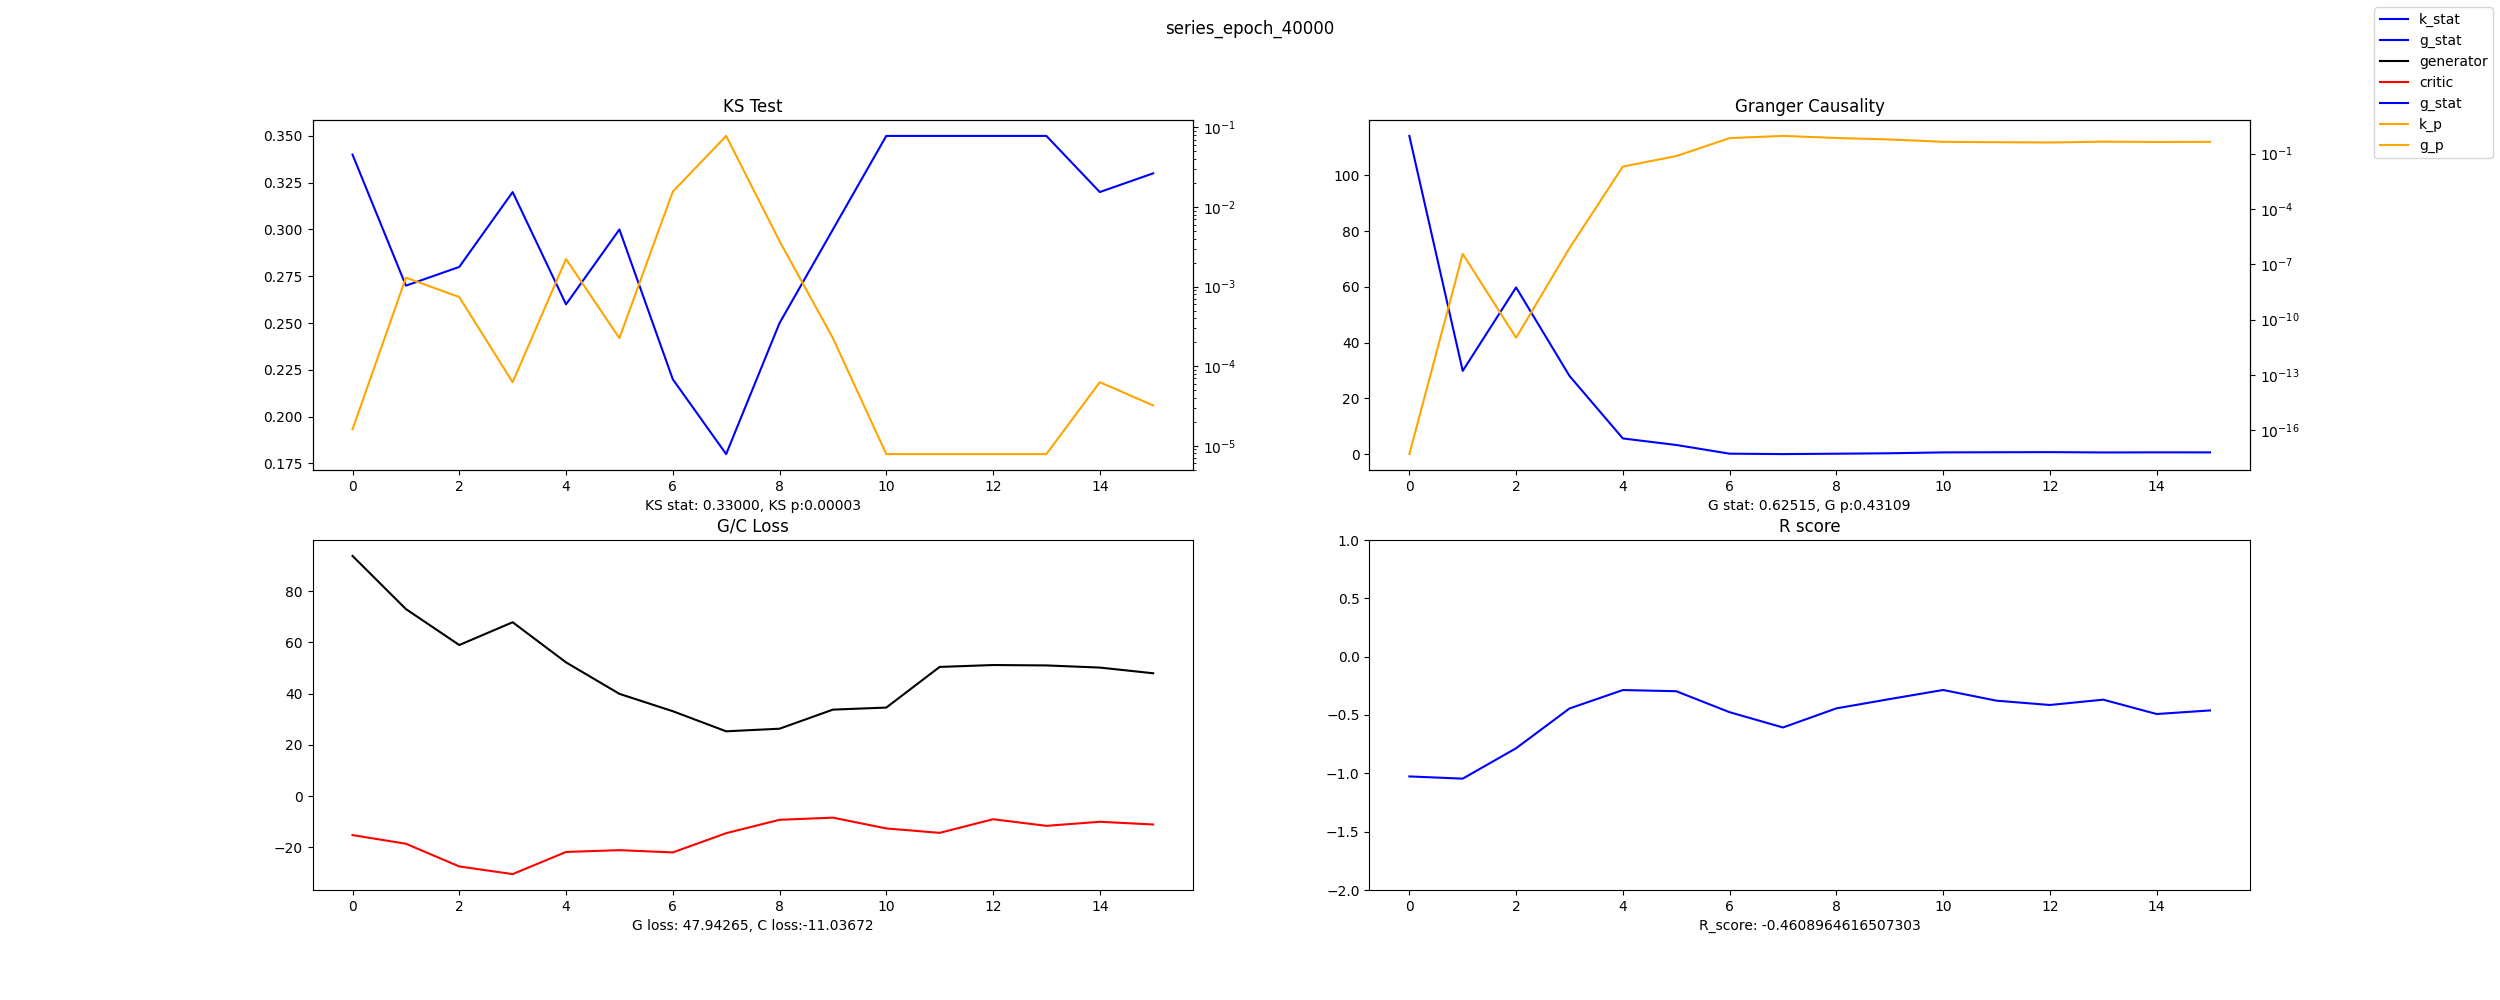 series_epoch_40000
k_stat
g_stat
generator
critic
g_stat
k_p
g_p
KS Test
0.350
0.325
0.300
0.275
0.250
0.225
0.200
0.175
10⁻¹
10⁻²
10⁻³
10⁻⁴
10⁻⁵
0 2 4 6 8 10 12 14
KS stat: 0.33000, KS p:0.00003
Granger Causality
100
80
60
40
20
0
10⁻¹
10⁻⁴
10⁻⁷
10⁻¹⁰
10⁻¹³
10⁻¹⁶
0 2 4 6 8 10 12 14
G stat: 0.62515, G p:0.43109
G/C Loss
80
60
40
20
0
−20
0 2 4 6 8 10 12 14
G loss: 47.94265, C loss:-11.03672
R score
1.0
0.5
0.0
−0.5
−1.0
−1.5
−2.0
0 2 4 6 8 10 12 14
R_score: -0.4608964616507303